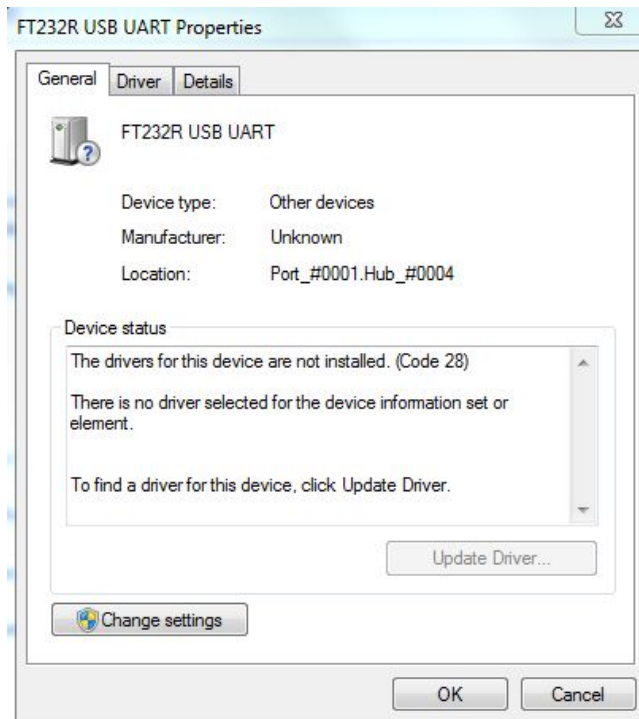 FT232R USB UART Properties
General Driver Details
FT232R USB UART
Device type: Other devices
Manufacturer: Unknown
Location: Port_#0001.Hub_#0004
Device status
The drivers for this device are not installed. (Code 28)
There is no driver selected for the device information set or
element.
To find a driver for this device, click Update Driver.
Update Driver...
Change settings
OK Cancel